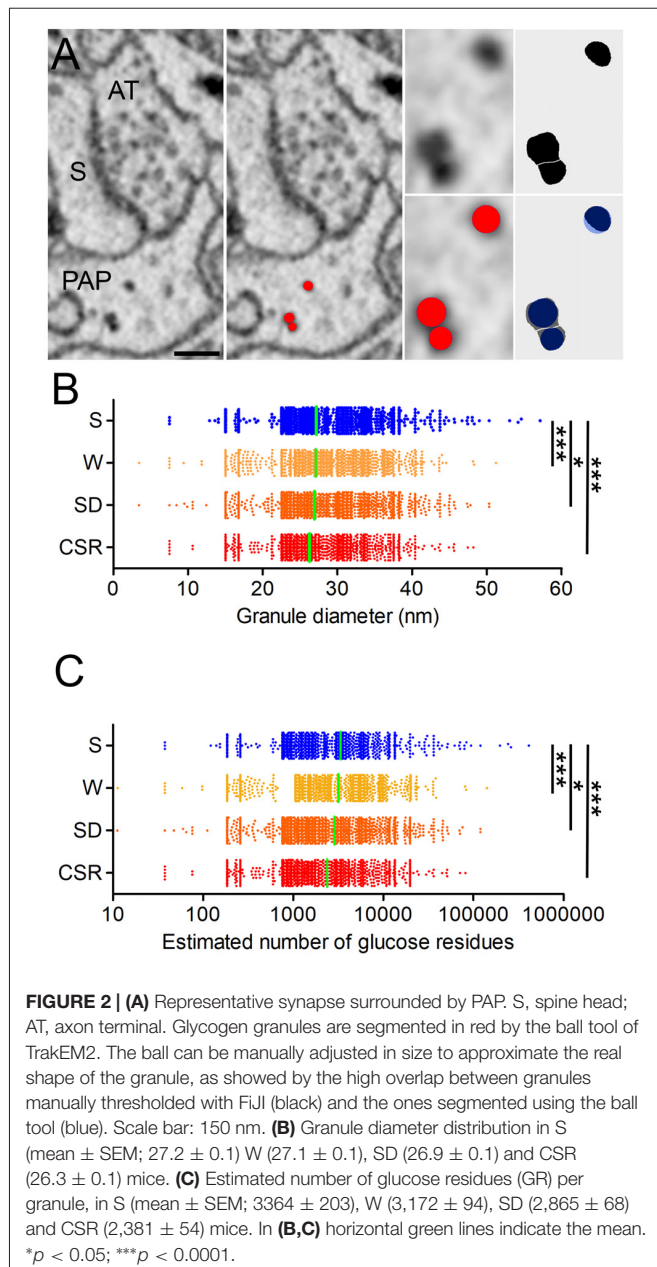 A
AT
S
PAP
B
S
W
SD
CSR
***
*
***
0 10 20 30 40 50 60
Granule diameter (nm)
C
S
W
SD
CSR
***
*
***
10 100 1000 10000 100000 1000000
Estimated number of glucose residues
FIGURE 2 | (A) Representative synapse surrounded by PAP. S, spine head;
AT, axon terminal. Glycogen granules are segmented in red by the ball tool of
TrakEM2. The ball can be manually adjusted in size to approximate the real
shape of the granule, as showed by the high overlap between granules
manually thresholded with FiJI (black) and the ones segmented using the ball
tool (blue). Scale bar: 150 nm. (B) Granule diameter distribution in S
(mean ± SEM; 27.2 ± 0.1) W (27.1 ± 0.1), SD (26.9 ± 0.1) and CSR
(26.3 ± 0.1) mice. (C) Estimated number of glucose residues (GR) per
granule, in S (mean ± SEM; 3364 ± 203), W (3,172 ± 94), SD (2,865 ± 68)
and CSR (2,381 ± 54) mice. In (B,C) horizontal green lines indicate the mean.
*p < 0.05; ***p < 0.0001.